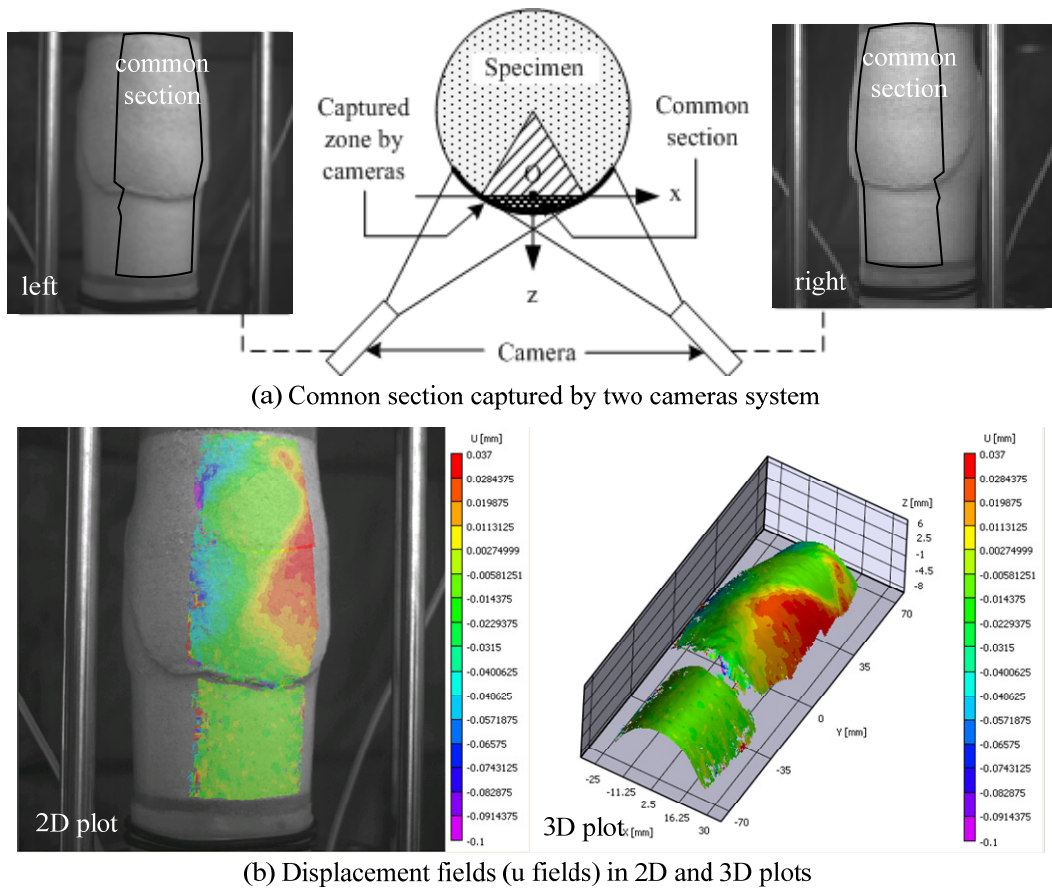 common
section
left
Specimen
Captured
zone by
cameras
Common
section
O
x
z
Camera
common
section
right
(a) Comnon section captured by two cameras system
U [mm]
0.037
0.0284375
0.019875
0.0113125
0.00274999
-0.00581251
-0.014375
-0.0229375
-0.0315
-0.0400625
-0.040625
-0.0571875
-0.06575
-0.0743125
-0.082875
-0.0914375
-0.1
2D plot
Z [mm]
6
2.5
-1
-4.5
-8
70
35
0
Y [mm]
-35
-70
-25
-11.25
2.5
16.25
30
X [mm]
3D plot
U [mm]
0.037
0.0284375
0.019875
0.0113125
0.00274999
-0.00581251
-0.014375
-0.0229375
-0.0315
-0.0400625
-0.040625
-0.0571875
-0.06575
-0.0743125
-0.082875
-0.0914375
-0.1
(b) Displacement fields (u fields) in 2D and 3D plots